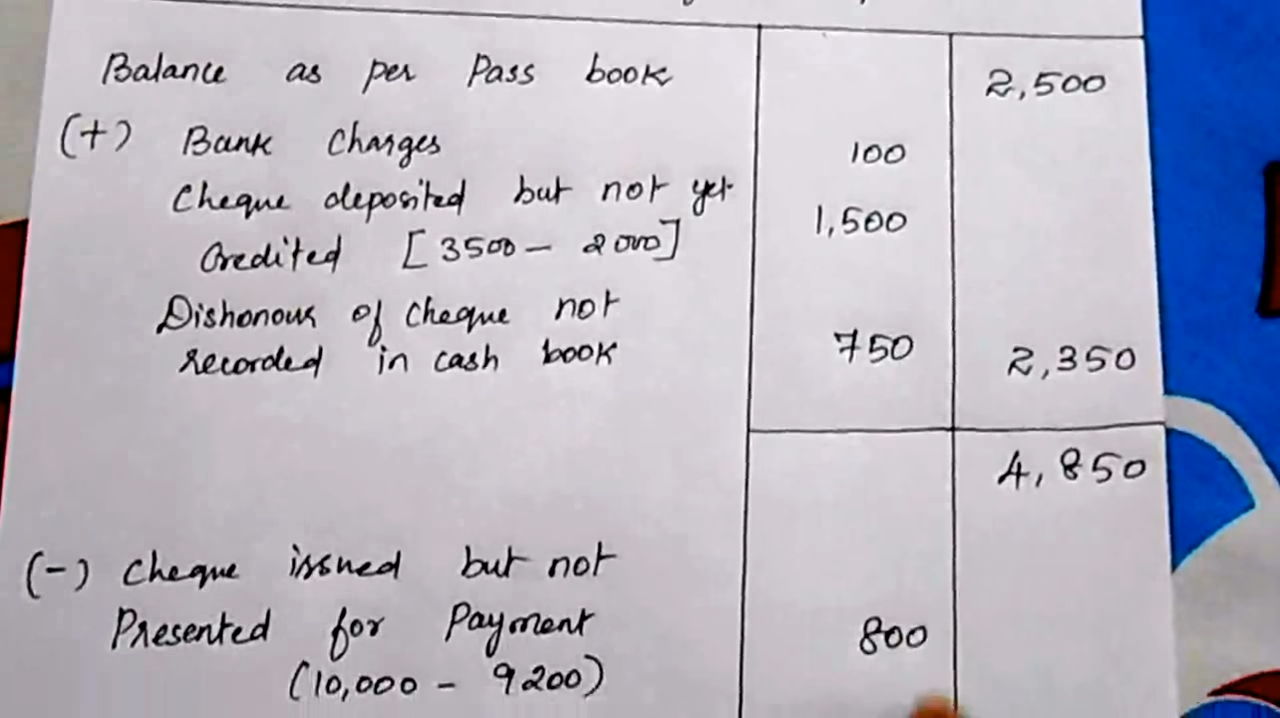 Balance as per Pass book 2,500
(+) Bank Charges 100
Cheque deposited but not yet
Credited [3500 - 2000] 1,500
Dishonour of cheque not
recorded in cash book 750 2,350
4,850
(-) Cheque issued but not
Presented for Payment 800
(10,000 - 9200)